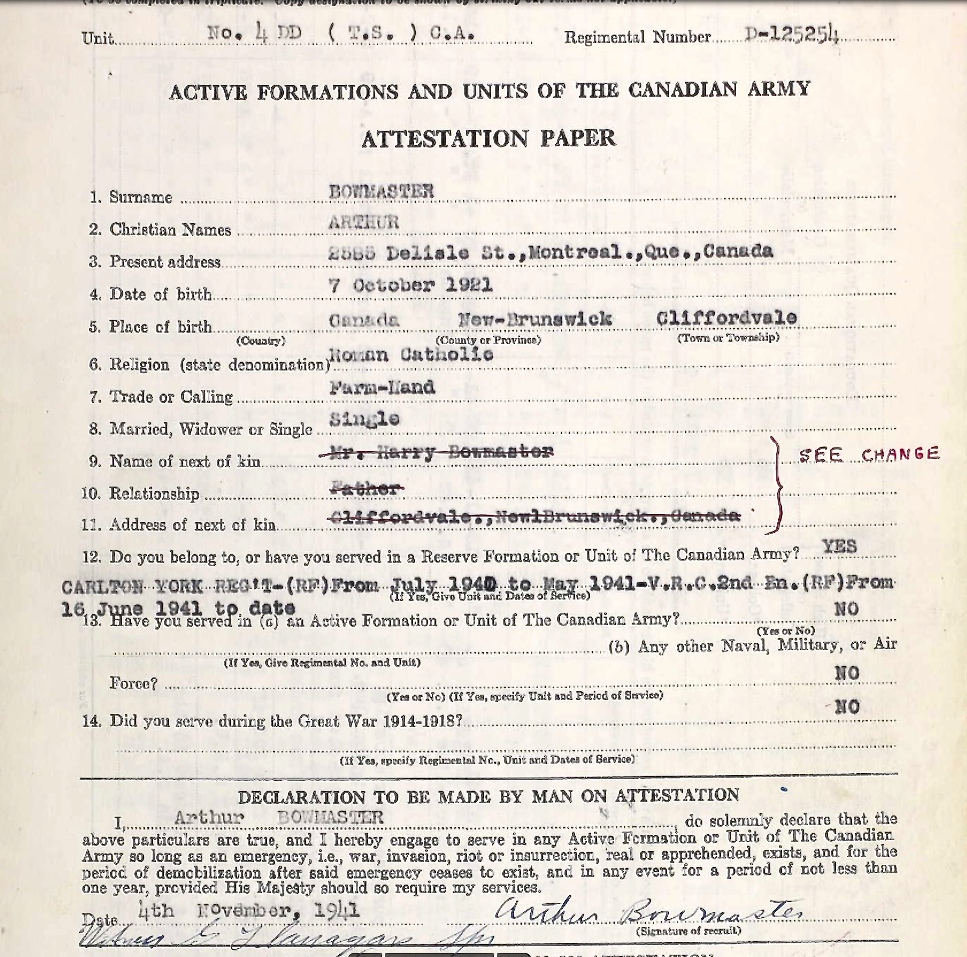 Unit No. 4 DD ( T.S. ) C.A. Regimental Number D-125254
ACTIVE FORMATIONS AND UNITS OF THE CANADIAN ARMY
ATTESTATION PAPER
1. Surname BOWMASTER
2. Christian Names ARTHUR
3. Present address 2585 Delisle St.,Montreal.,Que.,Canada
4. Date of birth 7 October 1921
5. Place of birth Canada New-Brunswick Cliffordvale
(Country) (County or Province) (Town or Township)
6. Religion (state denomination) Roman Catholic
7. Trade or Calling Farm-Hand
8. Married, Widower or Single Single
9. Name of next of kin Mr. Harry Bowmaster SEE CHANGE
10. Relationship Father
11. Address of next of kin Cliffordvale.,NewlBrunswick.,Canada
12. Do you belong to, or have you served in a Reserve Formation or Unit of The Canadian Army? YES
CARLTON YORK REG'T-(RF)From July 1940 to May 1941-V.R.C.2nd Bn.(RF)From
(If Yes, Give Unit and Dates of Service)
16 June 1941 to date
13. Have you served in (a) an Active Formation or Unit of The Canadian Army? NO
(Yes or No)
(b) Any other Naval, Military, or Air
(If Yes, Give Regimental No. and Unit)
Force? NO
(Yes or No) (If Yes, specify Unit and Period of Service)
14. Did you serve during the Great War 1914-1918? NO
(If Yes, specify Regimental No., Unit and Dates of Service)
DECLARATION TO BE MADE BY MAN ON ATTESTATION
I, Arthur BOWMASTER do solemnly declare that the
above particulars are true, and I hereby engage to serve in any Active Formation or Unit of The Canadian
Army so long as an emergency, i.e., war, invasion, riot or insurrection, real or apprehended, exists, and for the
period of demobilization after said emergency ceases to exist, and in any event for a period of not less than
one year, provided His Majesty should so require my services.
Date 4th November, 1941 Arthur Bowmaster
(Signature of recruit)
Witness